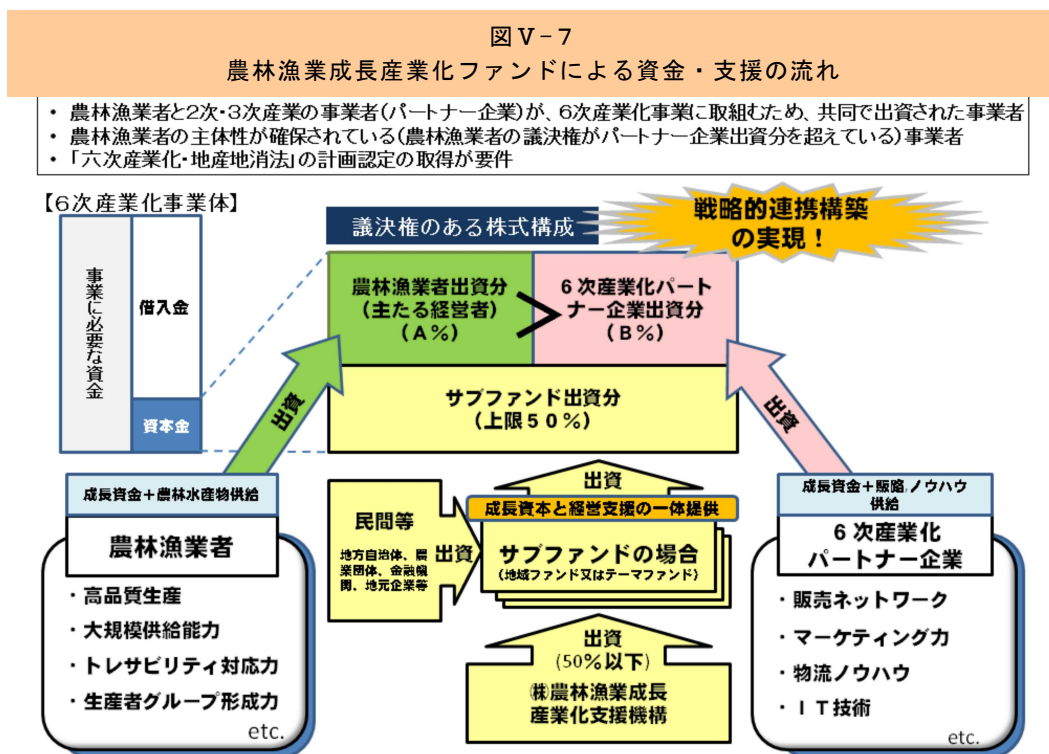 図Ⅴ－７
農林漁業成長産業化ファンドによる資金・支援の流れ
・ 農林漁業者と2次・3次産業の事業者（パートナー企業）が、6次産業化事業に取組むため、共同で出資された事業者
・ 農林漁業者の主体性が確保されている（農林漁業者の議決権がパートナー企業出資分を超えている）事業者
・ 「六次産業化・地産地消法」の計画認定の取得が要件
【6次産業化事業体】
事業に必要な資金
借入金
資本金
議決権のある株式構成
戦略的連携構築
の実現！
農林漁業者出資分
（主たる経営者）
（Ａ％）
＞
６次産業化パート
ナー企業出資分
（Ｂ％）
サブファンド出資分
（上限５０％）
出資
出資
成長資金＋農林水産物供給
農林漁業者
・高品質生産
・大規模供給能力
・トレサビリティ対応力
・生産者グループ形成力
etc.
民間等
地方自治体、農
業団体、金融機
関、地元企業等
出資
出資
成長資本と経営支援の一体提供
サブファンドの場合
（地域ファンド又はテーマファンド）
出資
（50％以下）
㈱農林漁業成長
産業化支援機構
成長資金＋販路,ノウハウ
供給
６次産業化
パートナー企業
・販売ネットワーク
・マーケティング力
・物流ノウハウ
・ＩＴ技術
etc.